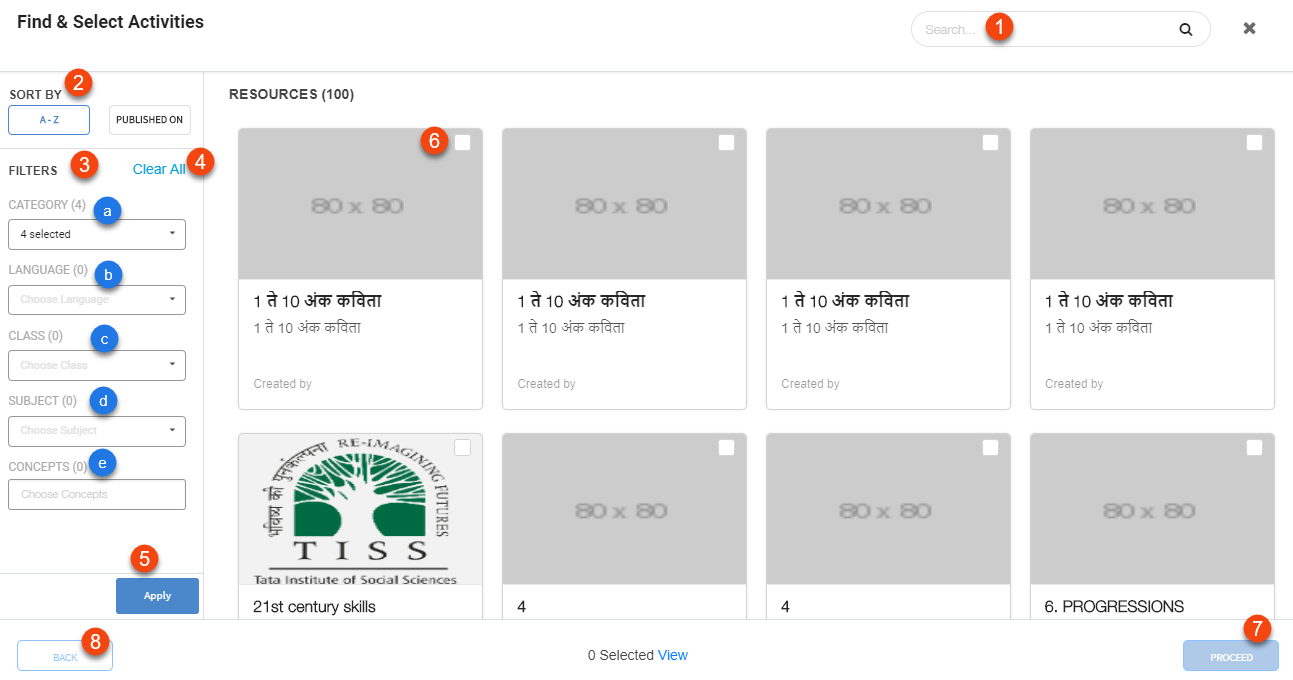 Find & Select Activities
Search...
1
2
SORT BY
A - Z
PUBLISHED ON
3
FILTERS
4
Clear All
CATEGORY (4)
a
4 selected
LANGUAGE (0)
b
Choose Language
CLASS (0)
c
Choose Class
SUBJECT (0)
d
Choose Subject
CONCEPTS (0)
e
Choose Concepts
5
Apply
RESOURCES (100)
6
80 x 80
80 x 80
80 x 80
80 x 80
1 ते 10 अंक कविता
1 ते 10 अंक कविता
1 ते 10 अंक कविता
1 ते 10 अंक कविता
1 ते 10 अंक कविता
1 ते 10 अंक कविता
1 ते 10 अंक कविता
1 ते 10 अंक कविता
Created by
Created by
Created by
Created by
भविष्य की पुनर्कल्पना
RE-IMAGINING FUTURES
TISS
Tata Institute of Social Sciences
80 x 80
80 x 80
80 x 80
21st century skills
4
4
6. PROGRESSIONS
8
BACK
0 Selected View
7
PROCEED